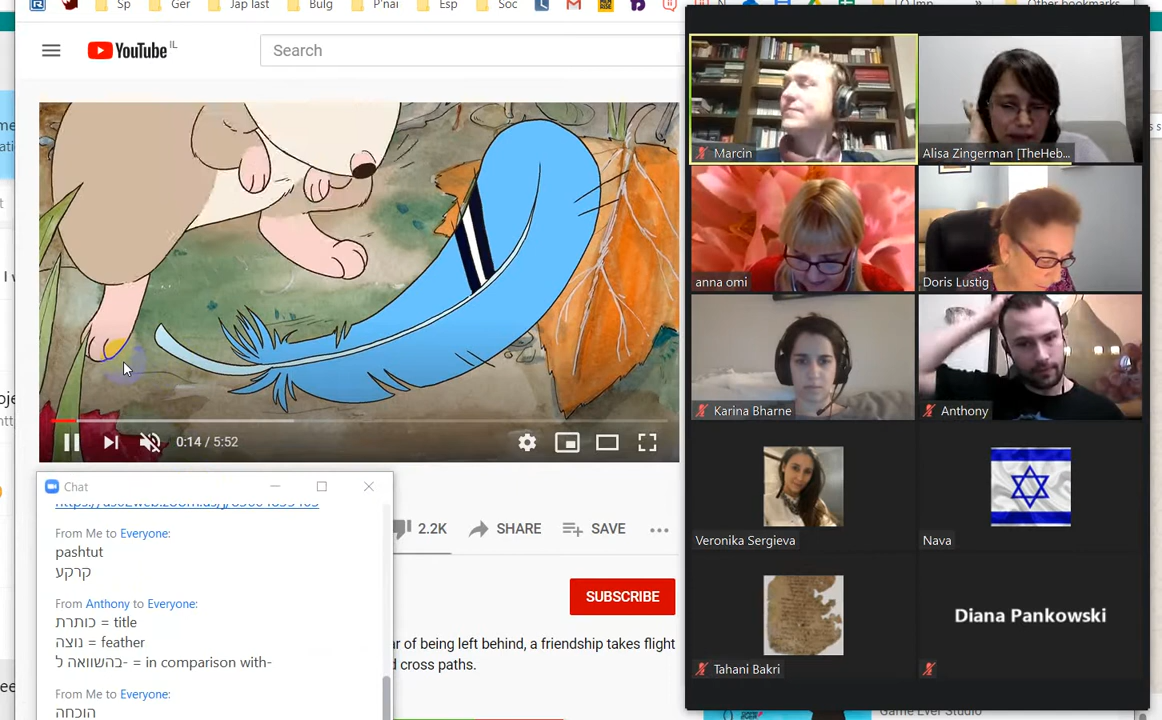 Sp
Ger
Jap last
Bulg
P'nai
Esp
Soc
Other bookmarks
YouTube IL
Search
0:14 / 5:52
Chat
From Me to Everyone:
pashtut
קרקע
From Anthony to Everyone:
כותרת = title
נוצה = feather
בהשוואה ל- = in comparison with-
From Me to Everyone:
הוכחה
2.2K
SHARE
SAVE
SUBSCRIBE
ar of being left behind, a friendship takes flight
d cross paths.
Marcin
Alisa Zingerman [TheHeb...
anna omi
Doris Lustig
Karina Bharne
Anthony
Veronika Sergieva
Nava
Tahani Bakri
Diana Pankowski
Game Ever Studio